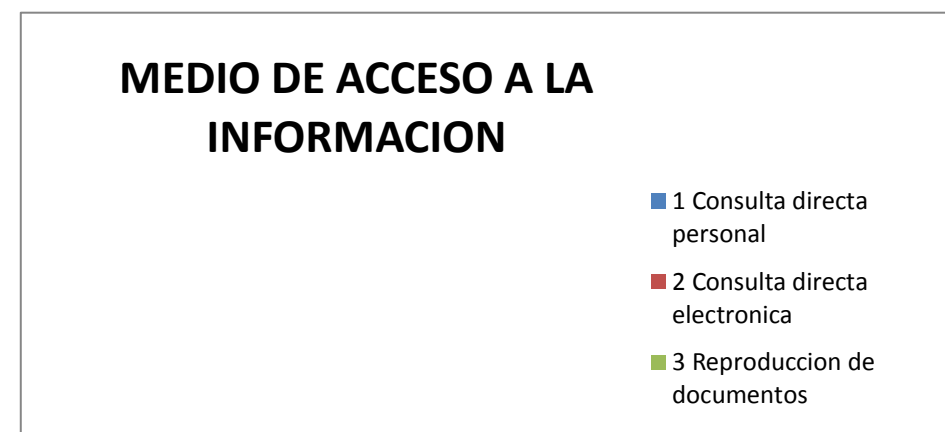 MEDIO DE ACCESO A LA
INFORMACION
1 Consulta directa
personal
2 Consulta directa
electronica
3 Reproduccion de
documentos